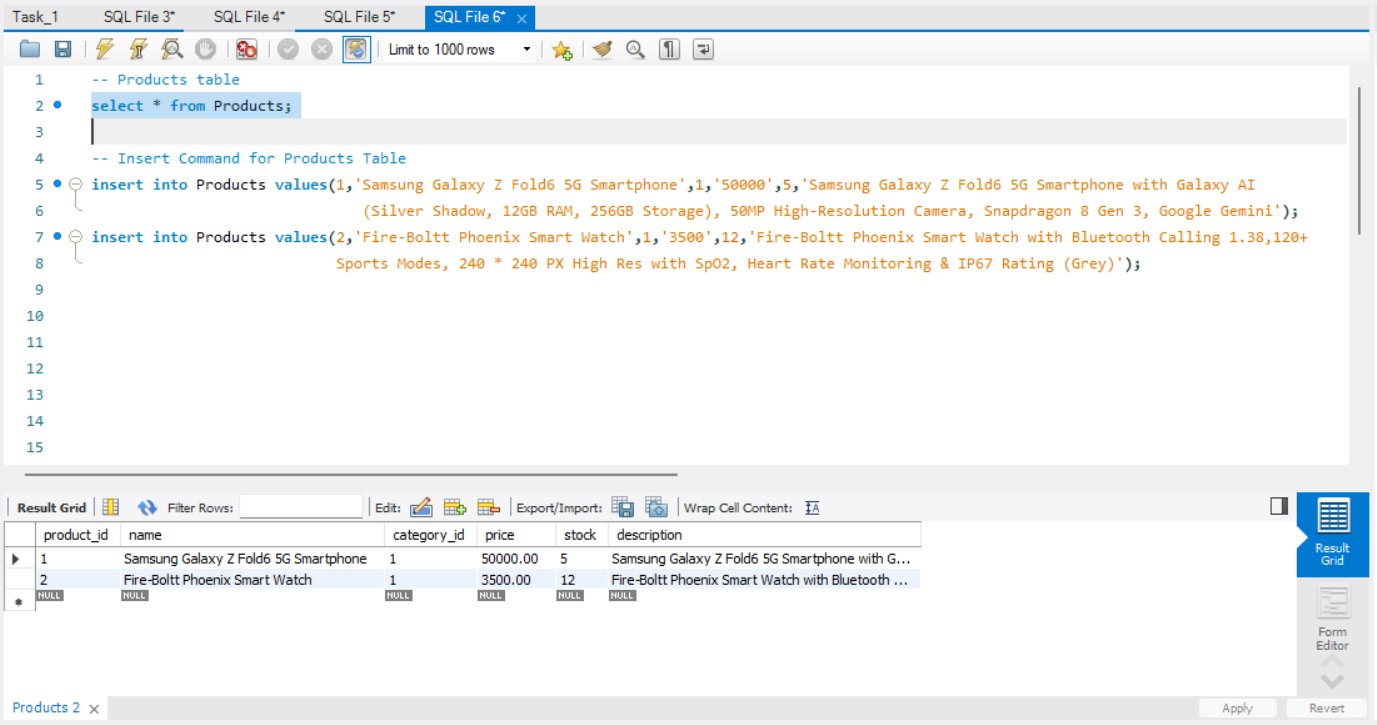 Task_1 SQL File 3* SQL File 4* SQL File 5* SQL File 6*
Limit to 1000 rows
1 -- Products table
2 select * from Products;
3
4 -- Insert Command for Products Table
5 insert into Products values(1,'Samsung Galaxy Z Fold6 5G Smartphone',1,'50000',5,'Samsung Galaxy Z Fold6 5G Smartphone with Galaxy AI
6 (Silver Shadow, 12GB RAM, 256GB Storage), 50MP High-Resolution Camera, Snapdragon 8 Gen 3, Google Gemini');
7 insert into Products values(2,'Fire-Boltt Phoenix Smart Watch',1,'3500',12,'Fire-Boltt Phoenix Smart Watch with Bluetooth Calling 1.38,120+
8 Sports Modes, 240 * 240 PX High Res with SpO2, Heart Rate Monitoring & IP67 Rating (Grey)');
9
10
11
12
13
14
15
Result Grid Filter Rows: Edit: Export/Import: Wrap Cell Content: IA
product_id name category_id price stock description
1 Samsung Galaxy Z Fold6 5G Smartphone 1 50000.00 5 Samsung Galaxy Z Fold6 5G Smartphone with G...
2 Fire-Boltt Phoenix Smart Watch 1 3500.00 12 Fire-Boltt Phoenix Smart Watch with Bluetooth ...
NULL NULL NULL NULL NULL NULL
Result
Grid
Form
Editor
Products 2 Apply Revert